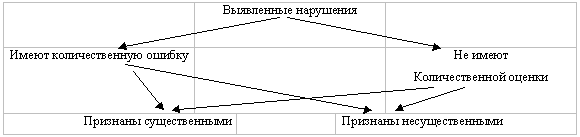 Выявленные нарушения
Имеют количественную ошибку
Не имеют
Количественной оценки
Признаны существенными
Признаны несущественными